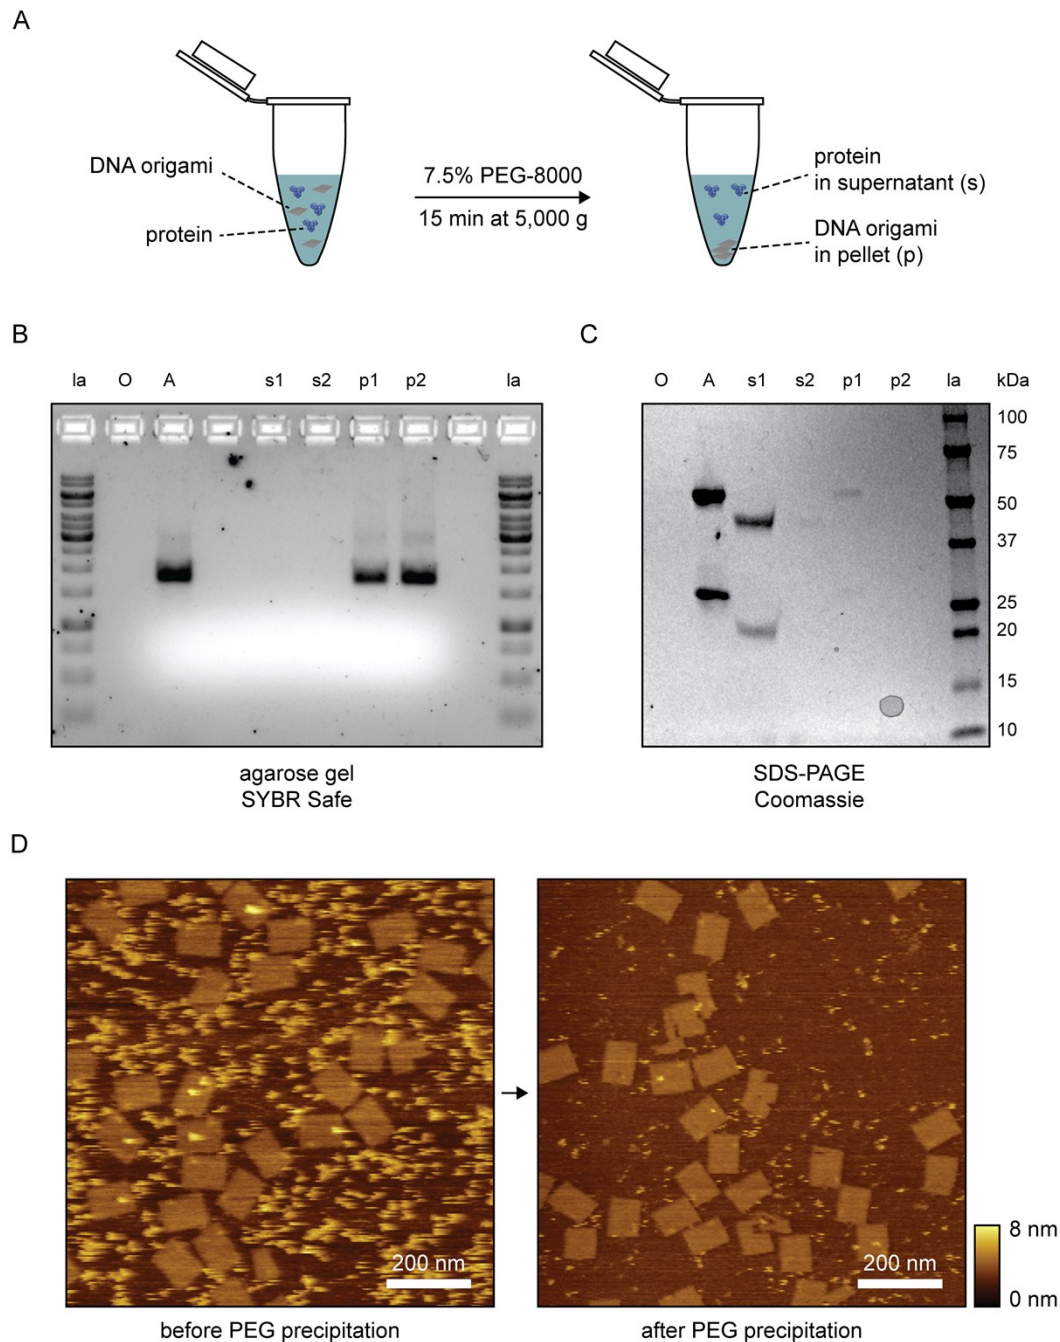 A
DNA origami
protein
7.5% PEG-8000
15 min at 5,000 g
protein
in supernatant (s)
DNA origami
in pellet (p)
B
la O A s1 s2 p1 p2 la
agarose gel
SYBR Safe
C
O A s1 s2 p1 p2 la kDa
100
75
50
37
25
20
15
10
SDS-PAGE
Coomassie
D
200 nm
before PEG precipitation
200 nm
after PEG precipitation
8 nm
0 nm